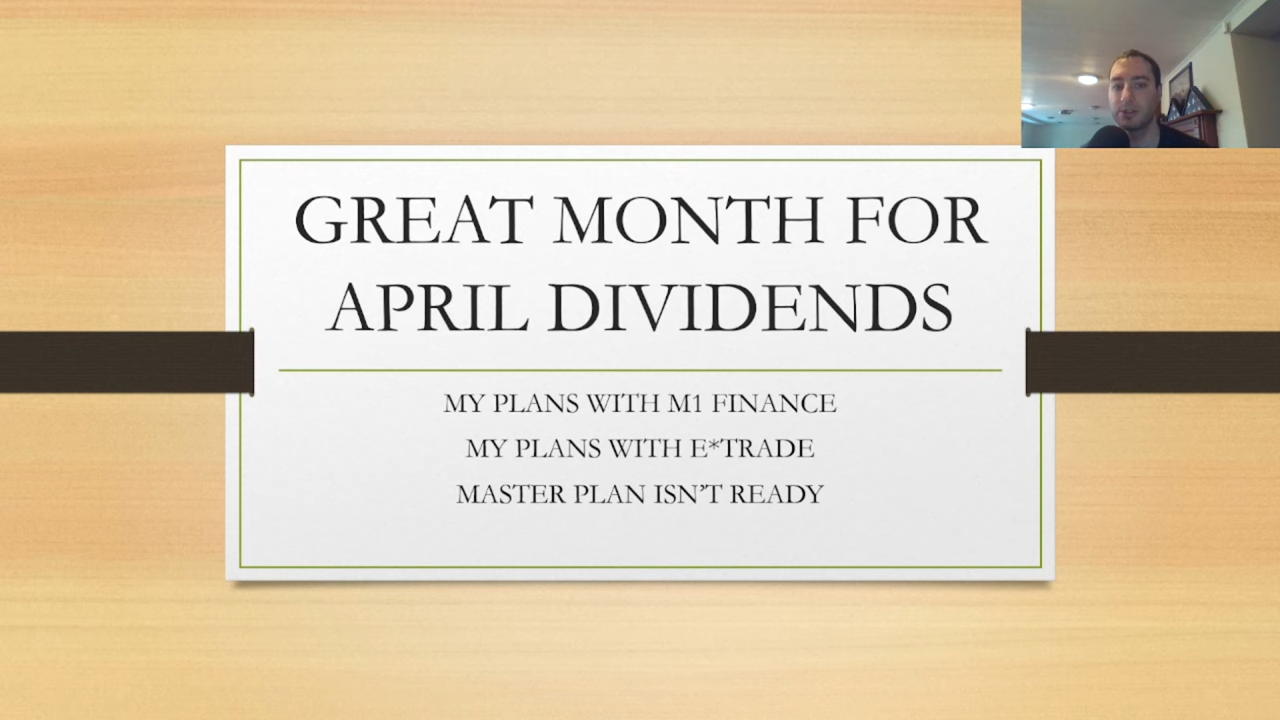 GREAT MONTH FOR
APRIL DIVIDENDS
MY PLANS WITH M1 FINANCE
MY PLANS WITH E*TRADE
MASTER PLAN ISN’T READY